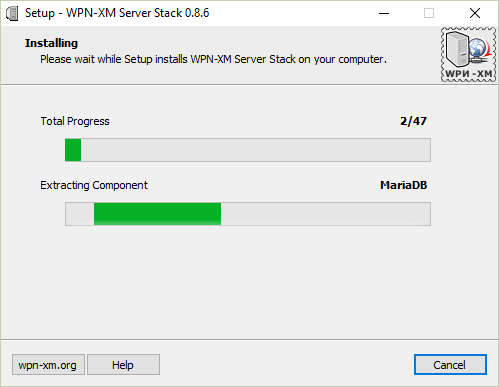 Setup - WPN-XM Server Stack 0.8.6
Installing
Please wait while Setup installs WPN-XM Server Stack on your computer.
WPИ-XM
Total Progress 2/47
Extracting Component MariaDB
wpn-xm.org Help Cancel